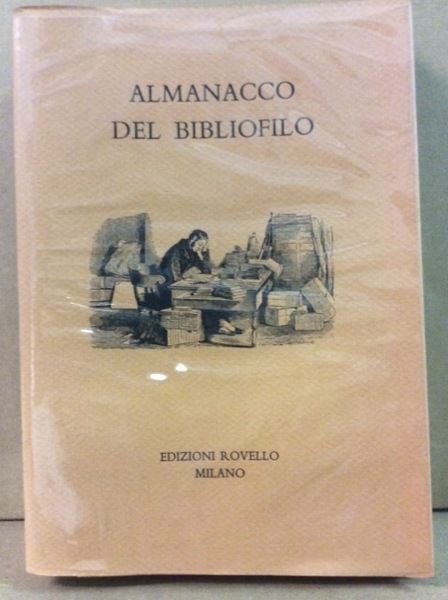 ALMANACCO
DEL BIBLIOFILO
EDIZIONI ROVELLO
MILANO